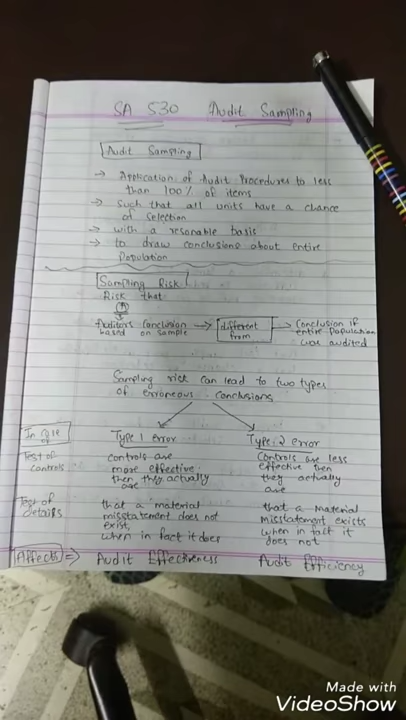 SA 530 Audit Sampling
Audit Sampling
→ Application of Audit Procedures to less
than 100% of items
→ Such that all units have a chance
of selection
→ with a resonable basis
→ to draw conclusions about entire
Population
Sampling Risk
Risk that
Auditors Conclusion → different → Conclusion if
based on sample from entire Population
was audited
Sampling risk can lead to two types
of erroneous conclusions
In
of Type 1 error Type 2 error
Test of controls are Controls are less
controls more effective effective then
then they actually they actually
are are
Test of that a material that a Material
details misstatement does not misstatement exists
exist, when in fact it
when in fact it does does not
Affects ⇒ Audit Effectiveness Audit Efficiency
Made with
VideoShow